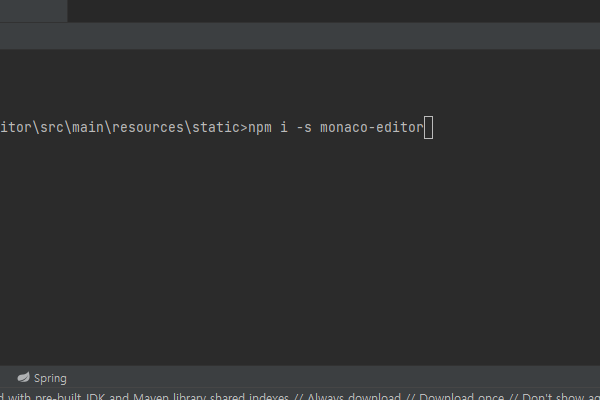 itor\src\main\resources\static>npm i -s monaco-editor
Spring
with pre-built JDK and Maven library shared indexes // Always download // Download once // Don't show